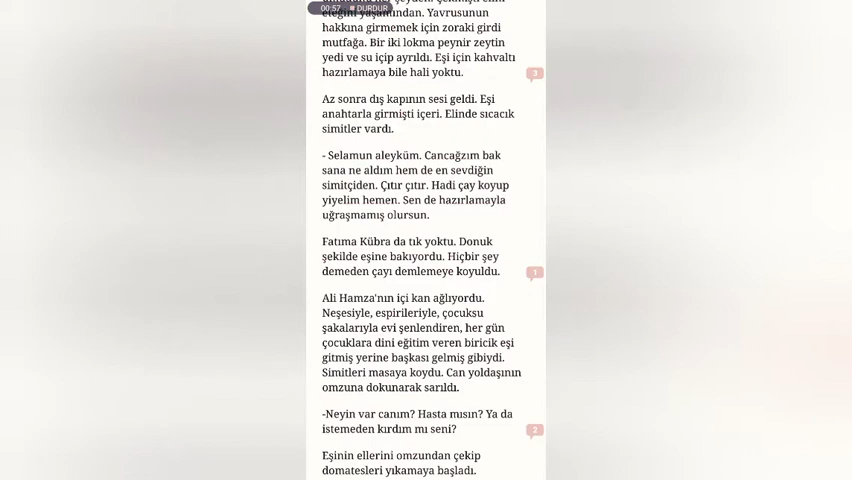 00:57 DURDUR
eteğini yaşamından. Yavrusunun
hakkına girmemek için zoraki girdi
mutfağa. Bir iki lokma peynir zeytin
yedi ve su içip ayrıldı. Eşi için kahvaltı
hazırlamaya bile hali yoktu.
3
Az sonra dış kapının sesi geldi. Eşi
anahtarla girmişti içeri. Elinde sıcacık
simitler vardı.
- Selamun aleyküm. Cancağzım bak
sana ne aldım hem de en sevdiğin
simitçiden. Çıtır çıtır. Hadi çay koyup
yiyelim hemen. Sen de hazırlamayla
uğraşmamış olursun.
Fatıma Kübra da tık yoktu. Donuk
şekilde eşine bakıyordu. Hiçbir şey
demeden çayı demlemeye koyuldu.
1
Ali Hamza'nın içi kan ağlıyordu.
Neşesiyle, espirileriyle, çocuksu
şakalarıyla evi şenlendiren, her gün
çocuklara dini eğitim veren biricik eşi
gitmiş yerine başkası gelmiş gibiydi.
Simitleri masaya koydu. Can yoldaşının
omzuna dokunarak sarıldı.
-Neyin var canım? Hasta mısın? Ya da
istemeden kırdım mı seni?
2
Eşinin ellerini omzundan çekip
domatesleri yıkamaya başladı.